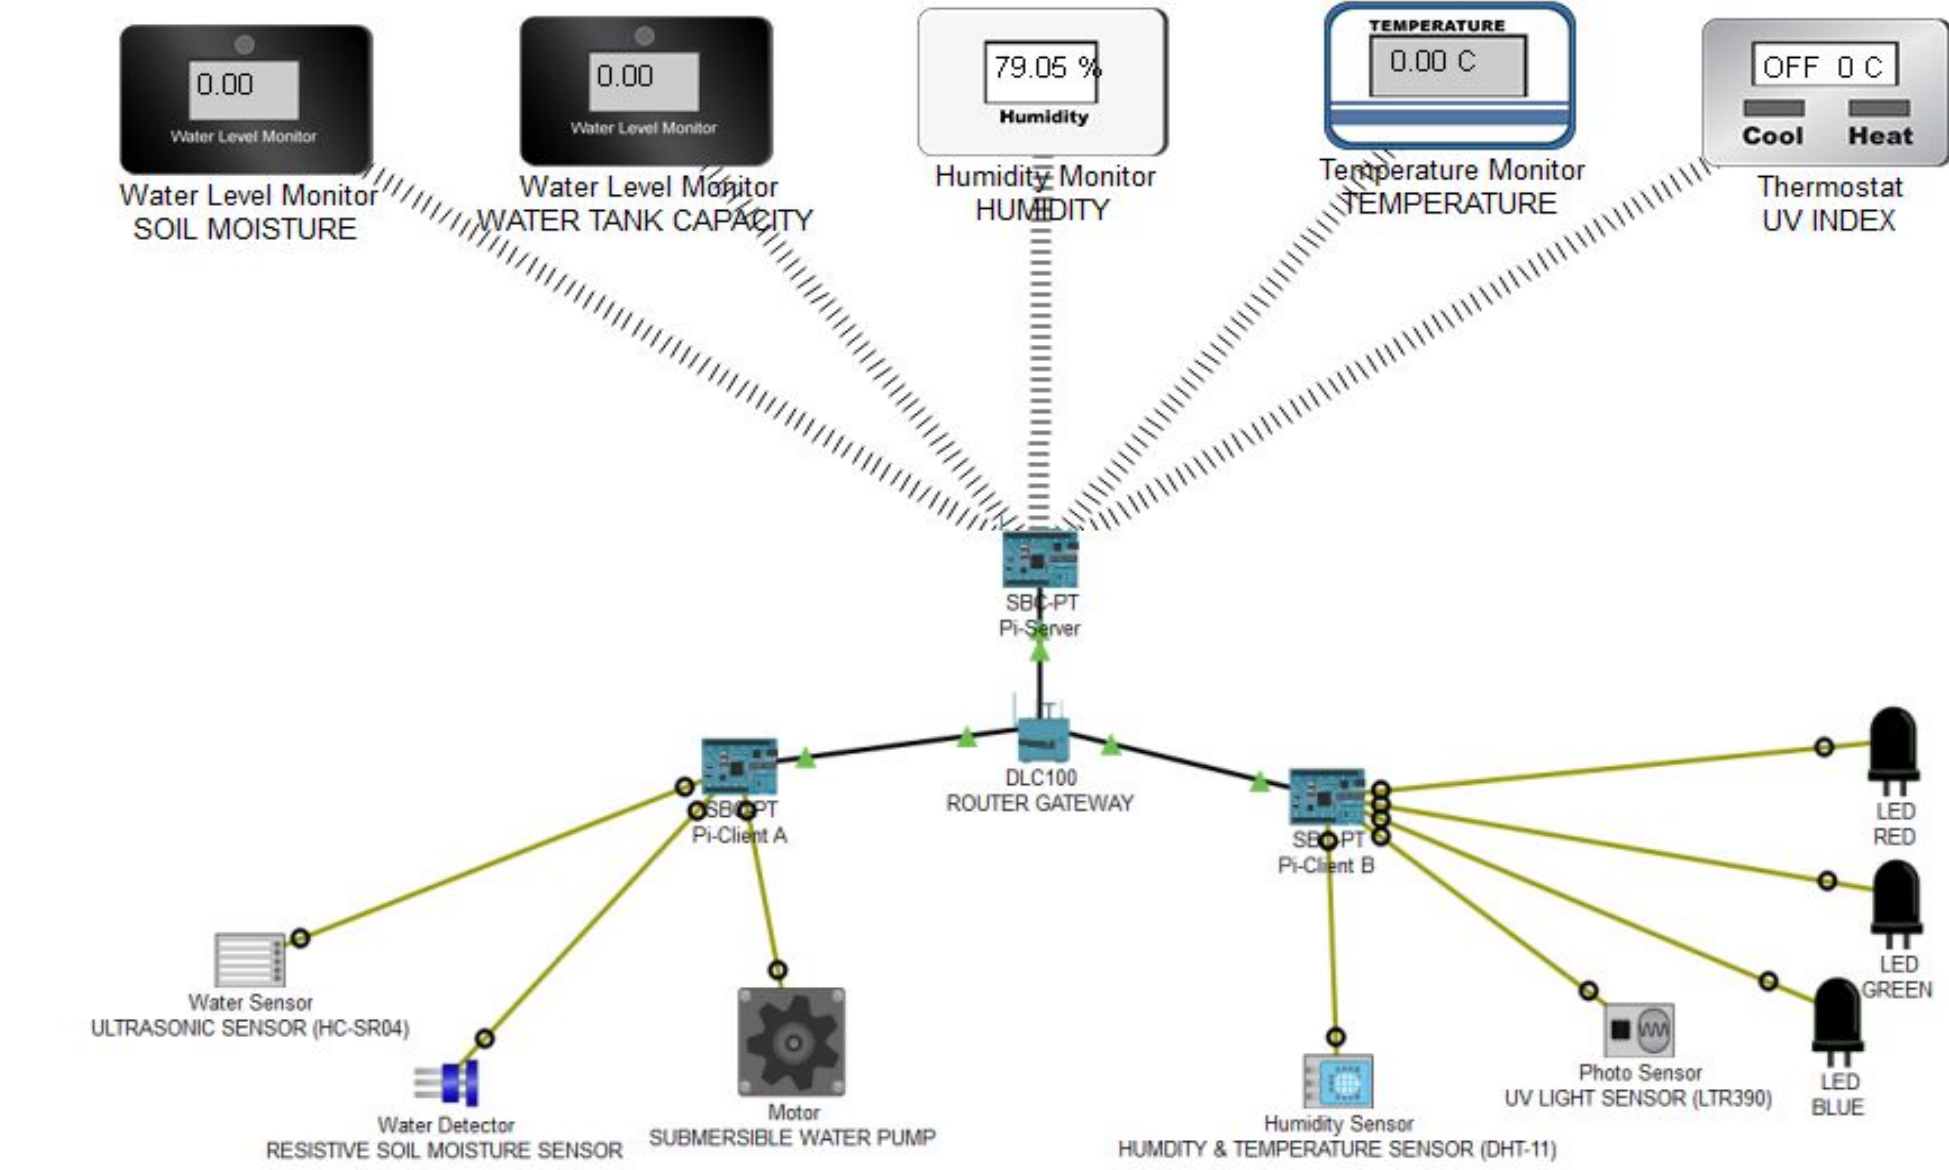 0.00
Water Level Monitor
Water Level Monitor
SOIL MOISTURE
0.00
Water Level Monitor
Water Level Monitor
WATER TANK CAPACITY
79.05 %
Humidity
Humidity Monitor
HUMIDITY
TEMPERATURE
0.00 C
Temperature Monitor
TEMPERATURE
OFF 0 C
Cool Heat
Thermostat
UV INDEX
SBC-PT
Pi-Server
DLC100
ROUTER GATEWAY
SBC-PT
Pi-Client A
SBC-PT
Pi-Client B
LED
RED
LED
GREEN
LED
BLUE
Water Sensor
ULTRASONIC SENSOR (HC-SR04)
Water Detector
RESISTIVE SOIL MOISTURE SENSOR
Motor
SUBMERSIBLE WATER PUMP
Humidity Sensor
HUMDITY & TEMPERATURE SENSOR (DHT-11)
Photo Sensor
UV LIGHT SENSOR (LTR390)